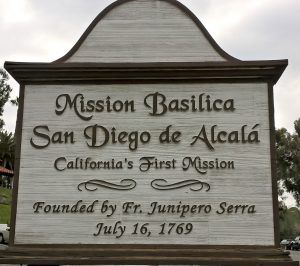 Mission Basilica
San Diego de Alcalá
California's First Mission
Founded by Fr. Junipero Serra
July 16, 1769